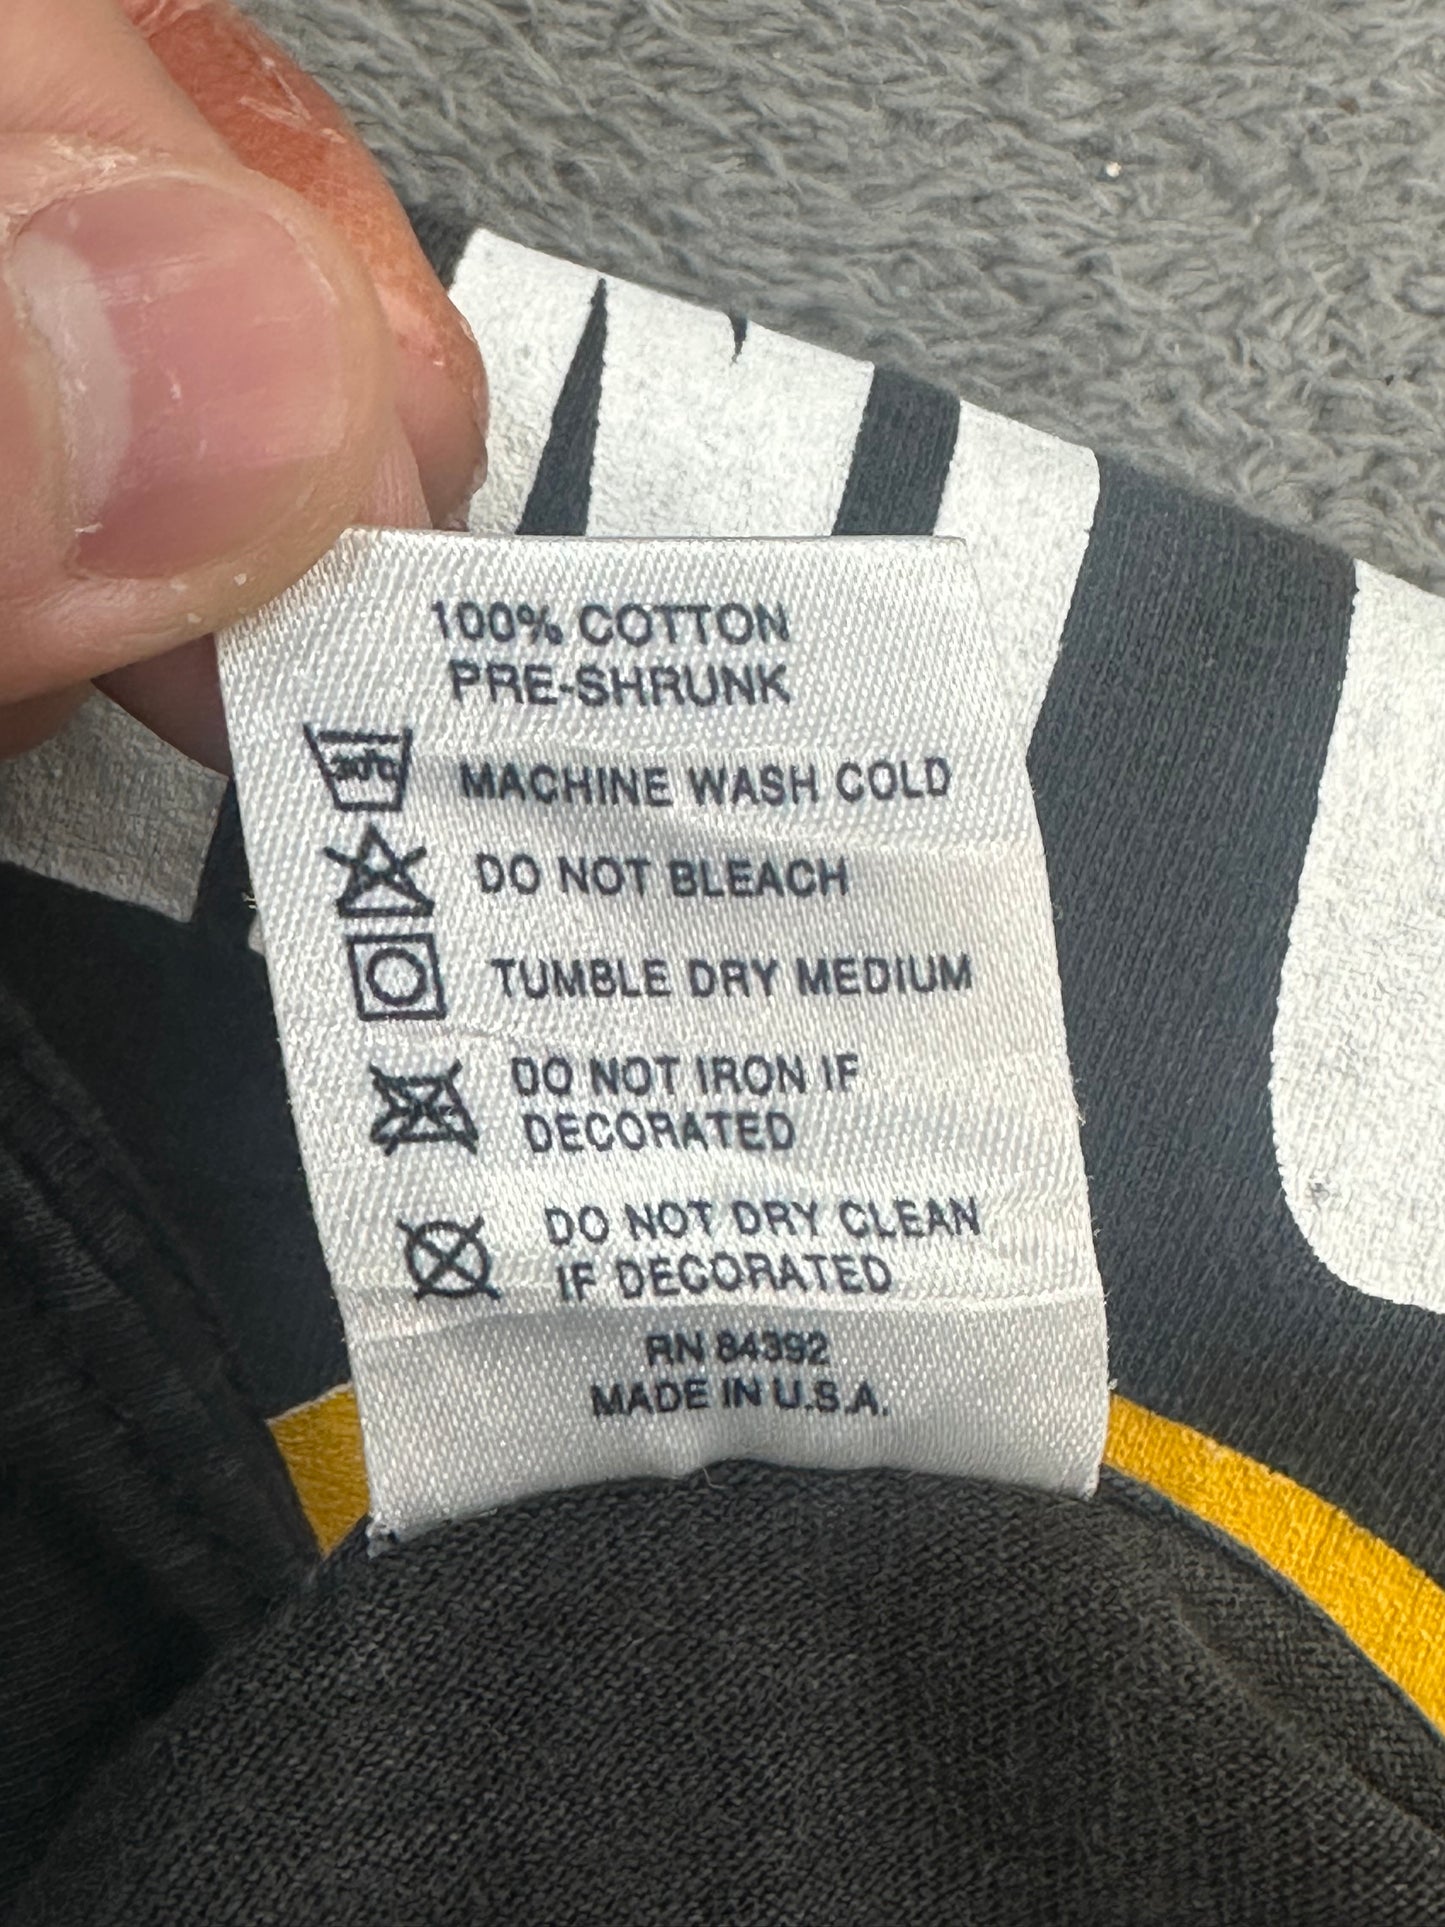 100% COTTON
PRE-SHRUNK
30°C
MACHINE WASH COLD
DO NOT BLEACH
TUMBLE DRY MEDIUM
DO NOT IRON IF
DECORATED
DO NOT DRY CLEAN
IF DECORATED
RN 84392
MADE IN U.S.A.